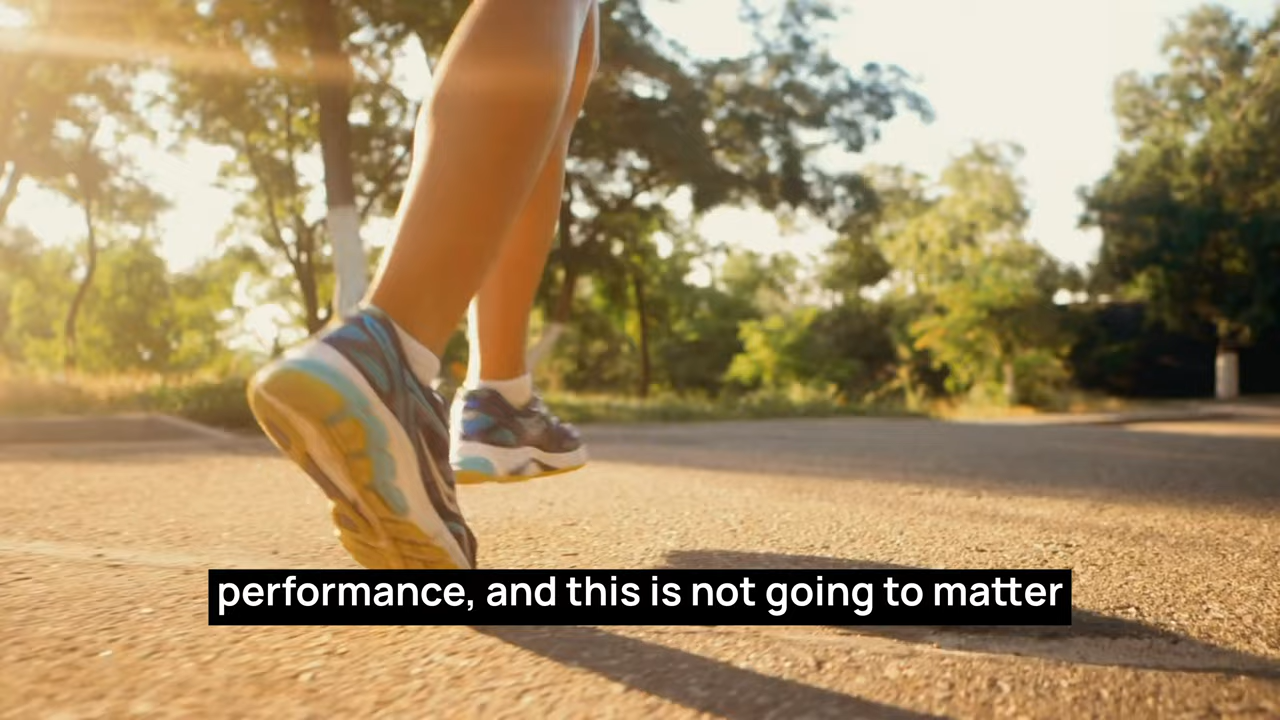 performance, and this is not going to matter